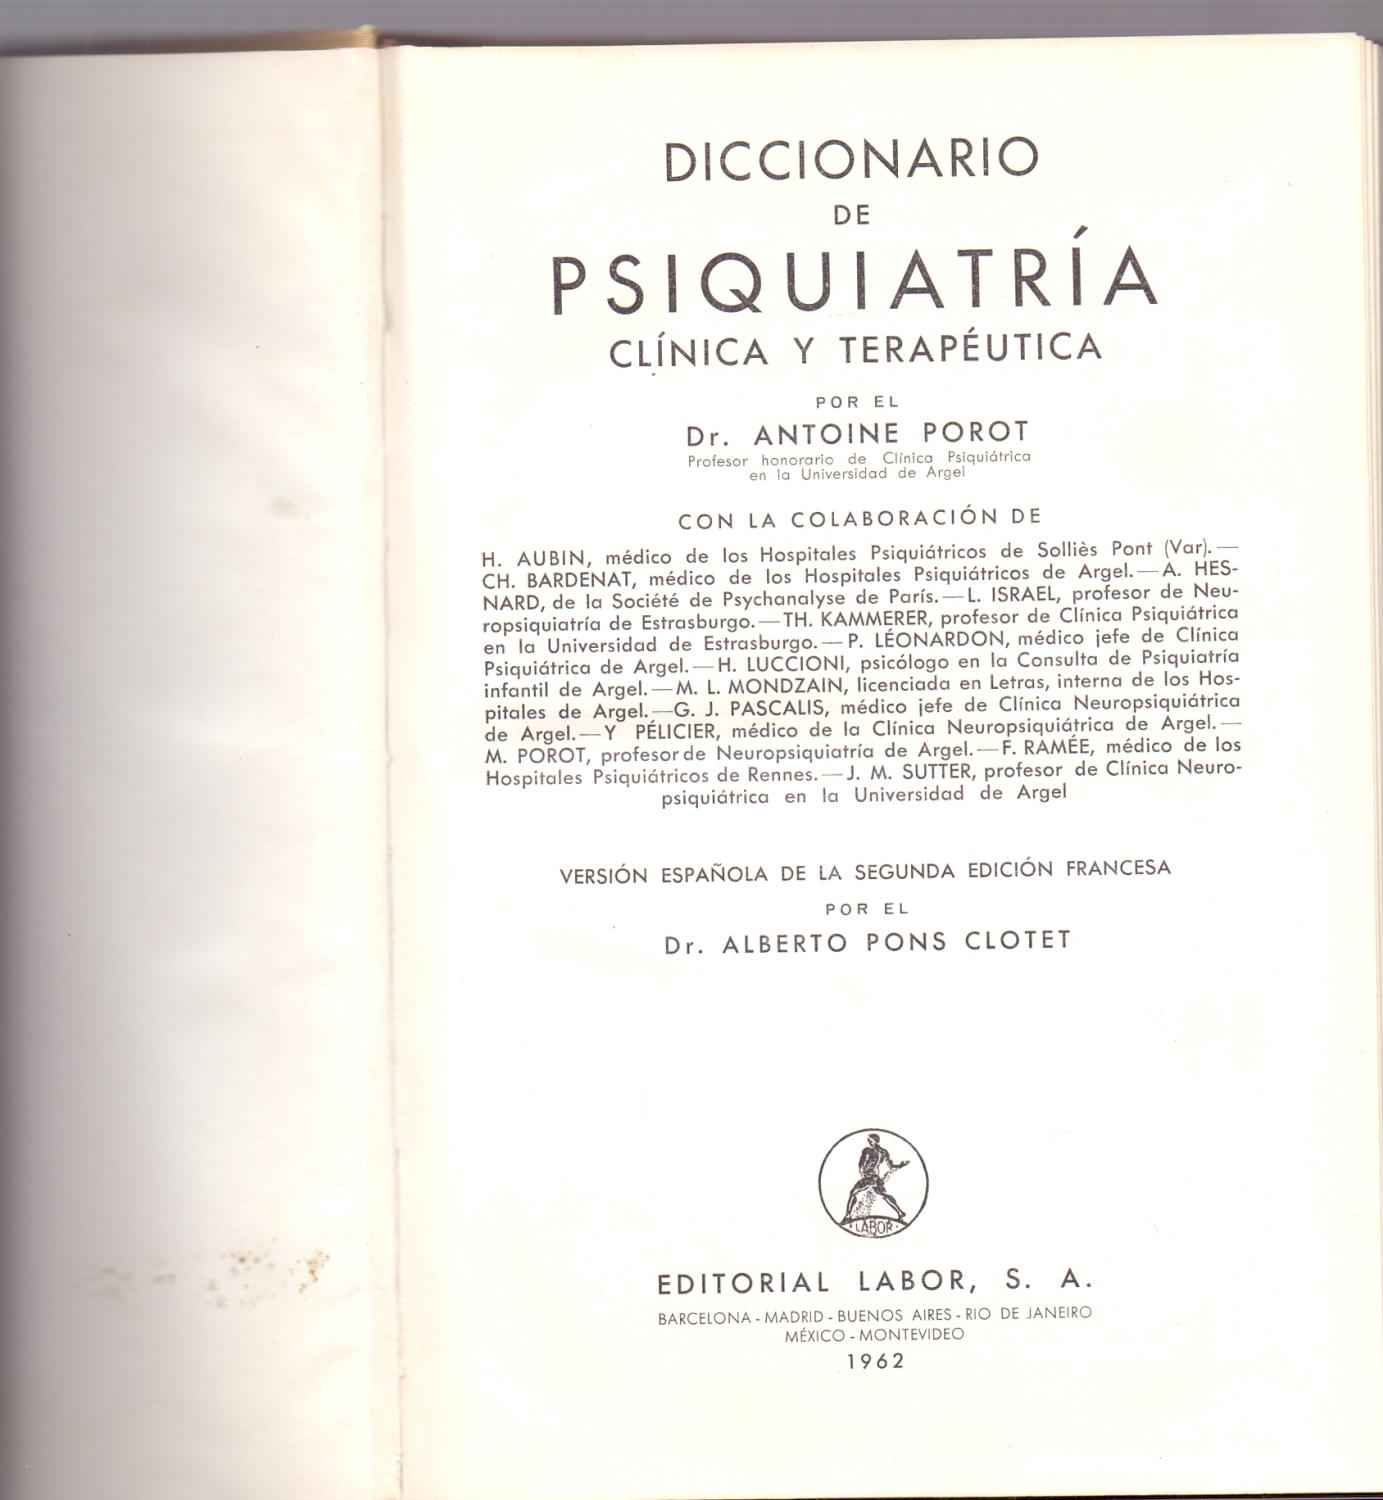 DICCIONARIO
DE
PSIQUIATRÍA
CLÍNICA Y TERAPÉUTICA
POR EL
Dr. ANTOINE POROT
Profesor honorario de Clínica Psiquiátrica
en la Universidad de Argel
CON LA COLABORACIÓN DE
H. AUBIN, médico de los Hospitales Psiquiátricos de Solliès Pont (Var). —
CH. BARDENAT, médico de los Hospitales Psiquiátricos de Argel. — A. HES-
NARD, de la Société de Psychanalyse de París. — L. ISRAEL, profesor de Neu-
ropsiquiatría de Estrasburgo. — TH. KAMMERER, profesor de Clínica Psiquiátrica
en la Universidad de Estrasburgo. — P. LÉONARDON, médico jefe de Clínica
Psiquiátrica de Argel. — H. LUCCIONI, psicólogo en la Consulta de Psiquiatría
infantil de Argel. — M. L. MONDZAIN, licenciada en Letras, interna de los Hos-
pitales de Argel. — G. J. PASCALIS, médico jefe de Clínica Neuropsiquiátrica
de Argel. — Y PÉLICIER, médico de la Clínica Neuropsiquiátrica de Argel. —
M. POROT, profesor de Neuropsiquiatría de Argel. — F. RAMÉE, médico de los
Hospitales Psiquiátricos de Rennes. — J. M. SUTTER, profesor de Clínica Neuro-
psiquiátrica en la Universidad de Argel
VERSIÓN ESPAÑOLA DE LA SEGUNDA EDICIÓN FRANCESA
POR EL
Dr. ALBERTO PONS CLOTET
LABOR
EDITORIAL LABOR, S. A.
BARCELONA - MADRID - BUENOS AIRES - RIO DE JANEIRO
MÉXICO - MONTEVIDEO
1962